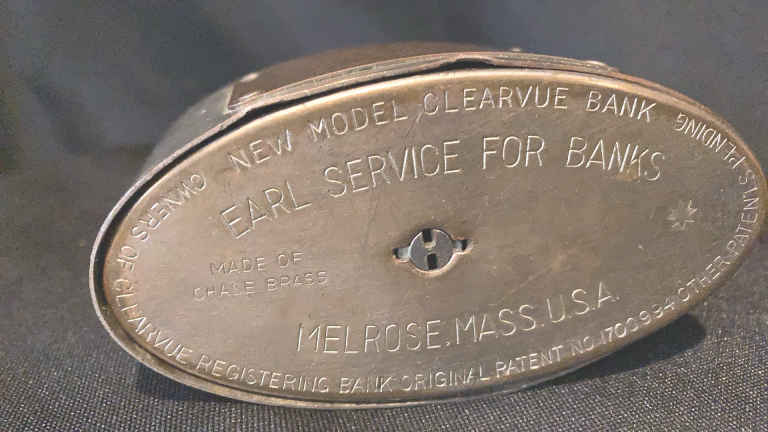 NEW MODEL CLEARVUE BANK
EARL SERVICE FOR BANKS
MADE OF
CHASE BRASS
MELROSE, MASS. U.S.A.
OWNERS OF CLEARVUE REGISTERING BANK ORIGINAL PATENT NO. 1702994 OTHER PATENTS PENDING